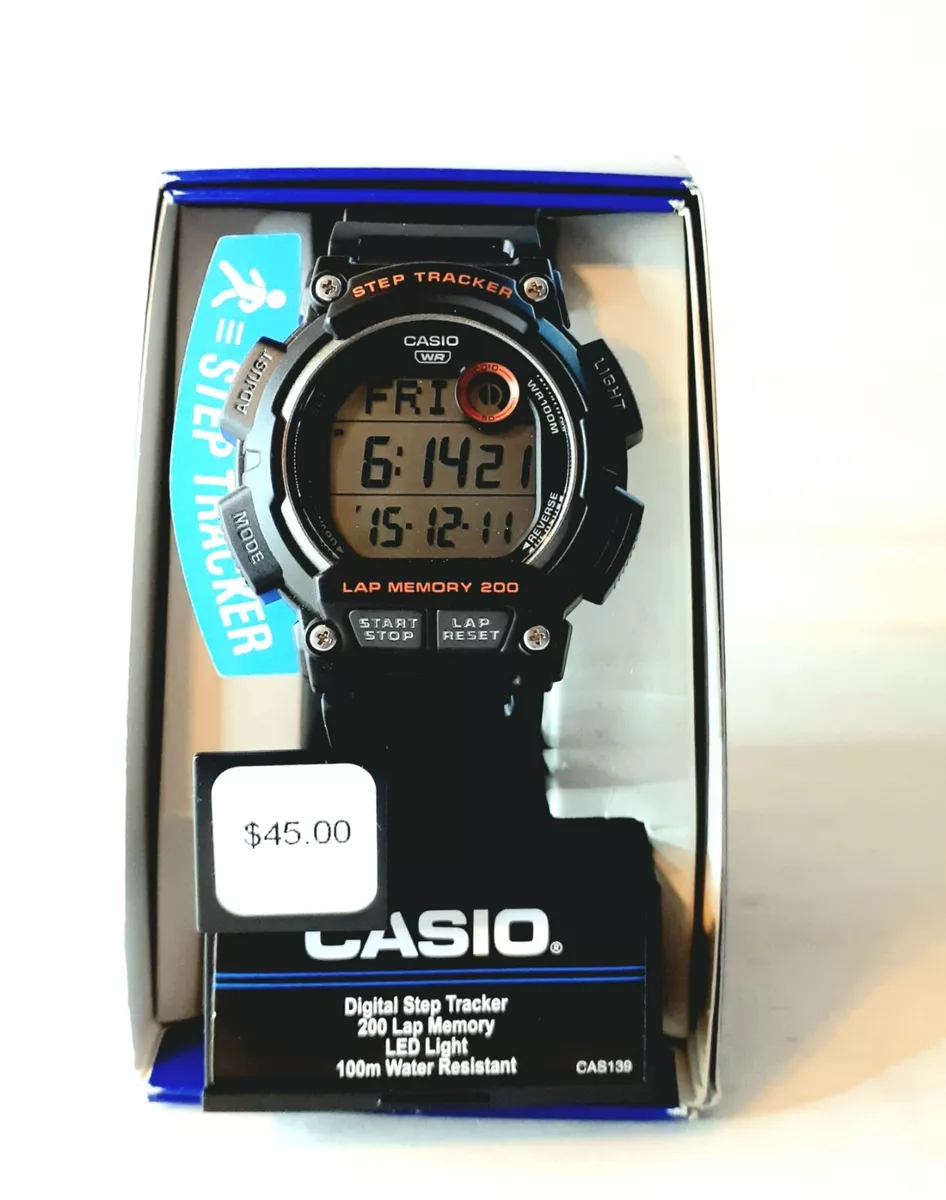 STEP TRACKER
STEP TRACKER
ADJUST
LIGHT
CASIO
WR
FRI
WR100M
6:14 21
'15-12-11
MODE
REVERSE
LAP MEMORY 200
START
STOP
LAP
RESET
$45.00
CASIO®
Digital Step Tracker
200 Lap Memory
LED Light
100m Water Resistant
CAS139